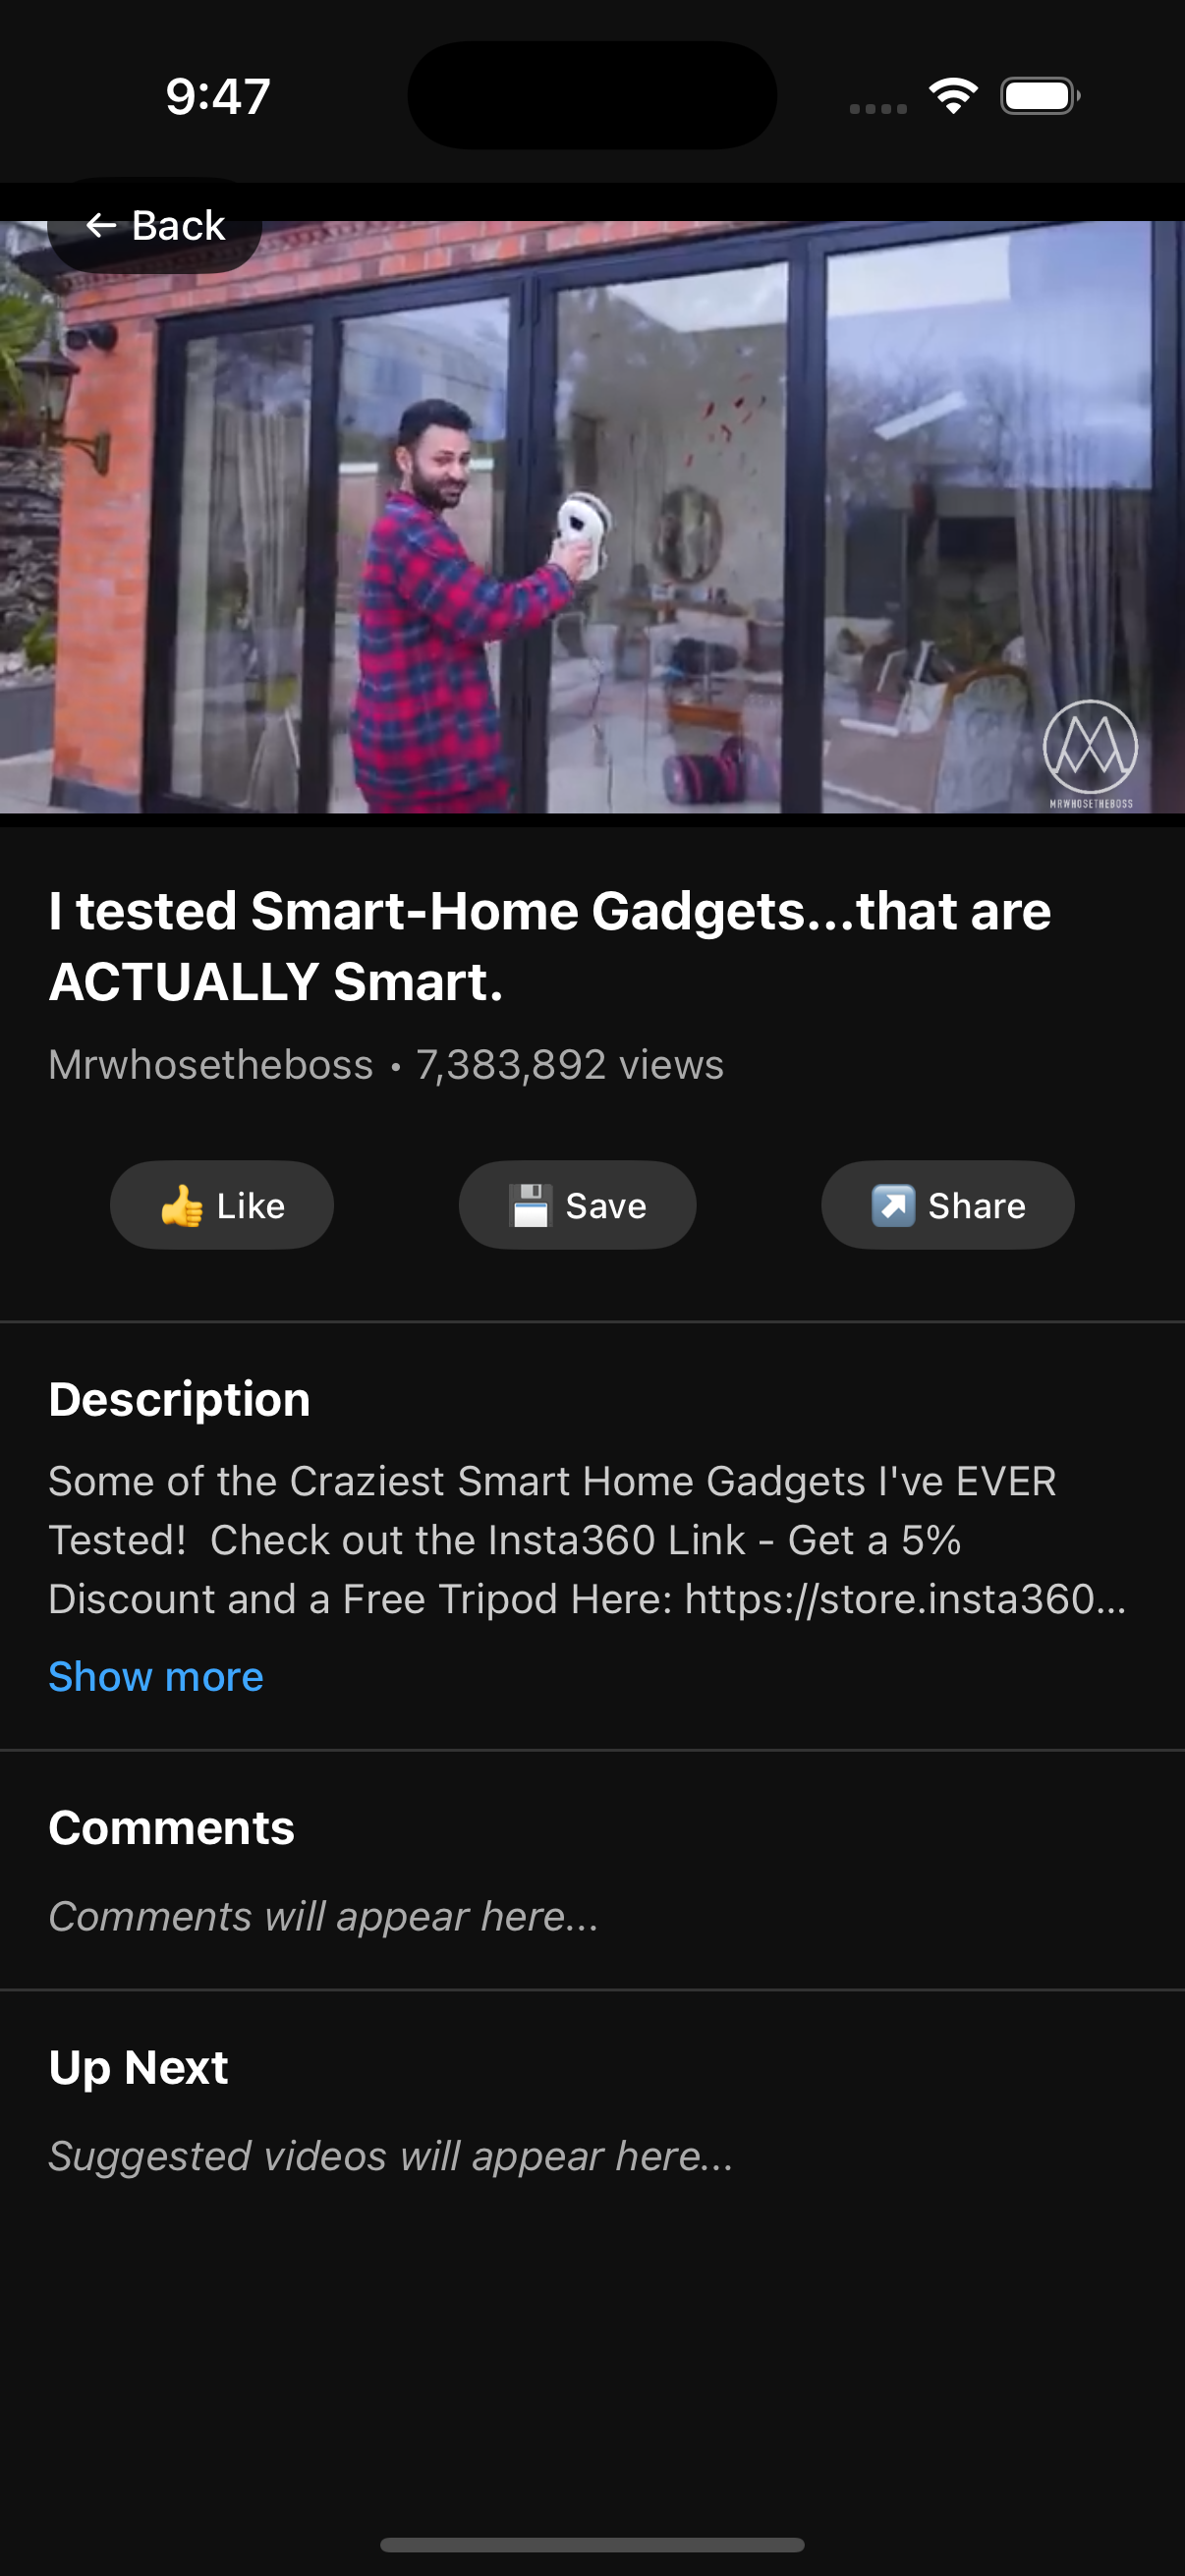 9:47
← Back
MRWHOSETHEBOSS
I tested Smart-Home Gadgets...that are
ACTUALLY Smart.
Mrwhosetheboss • 7,383,892 views
👍 Like
💾 Save
↗️ Share
Description
Some of the Craziest Smart Home Gadgets I've EVER
Tested!  Check out the Insta360 Link - Get a 5%
Discount and a Free Tripod Here: https://store.insta360...
Show more
Comments
Comments will appear here...
Up Next
Suggested videos will appear here...